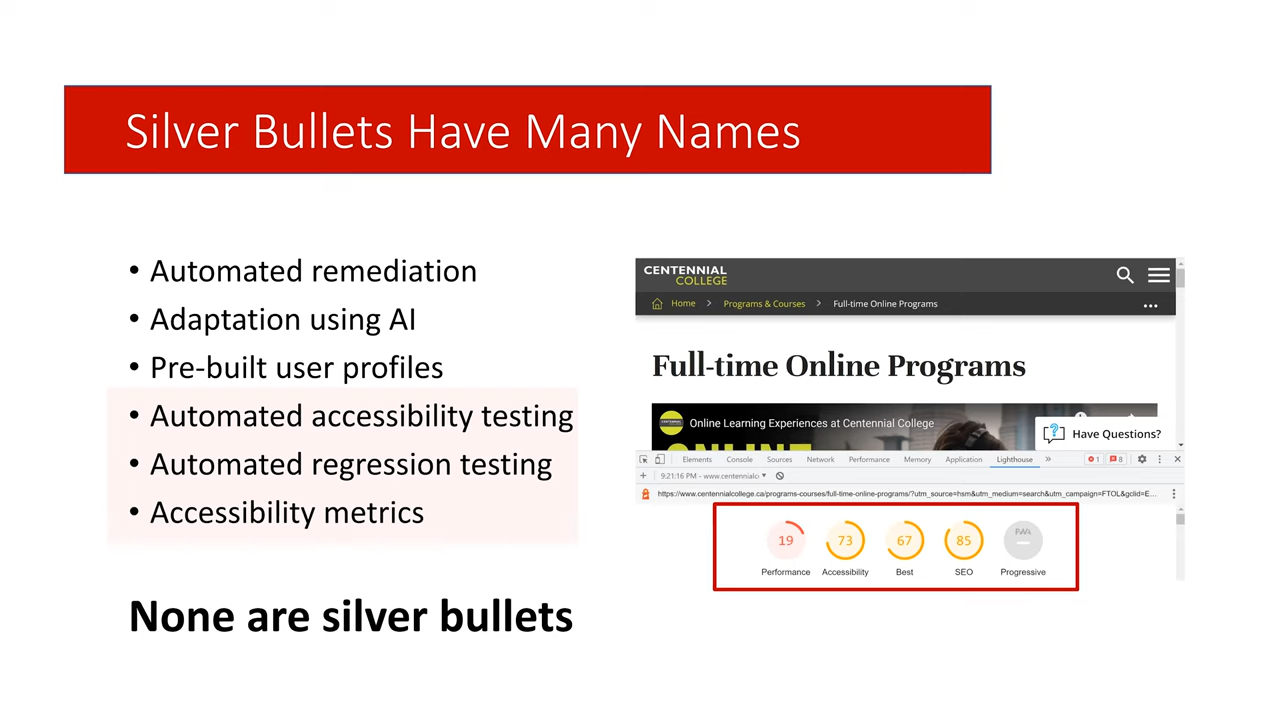 Silver Bullets Have Many Names
• Automated remediation
• Adaptation using AI
• Pre-built user profiles
• Automated accessibility testing
• Automated regression testing
• Accessibility metrics
None are silver bullets
CENTENNIAL
COLLEGE
Home > Programs & Courses > Full-time Online Programs
Full-time Online Programs
Online Learning Experiences at Centennial College
ONLINE
Have Questions?
Elements Console Sources Network Performance Memory Application Lighthouse » 1 8
+ 9:21:16 PM - www.centennialc
https://www.centennialcollege.ca/programs-courses/full-time-online-programs/?utm_source=hsm&utm_medium=search&utm_campaign=FTOL&gclid=E...
19 73 67 85 PWA
Performance Accessibility Best SEO Progressive